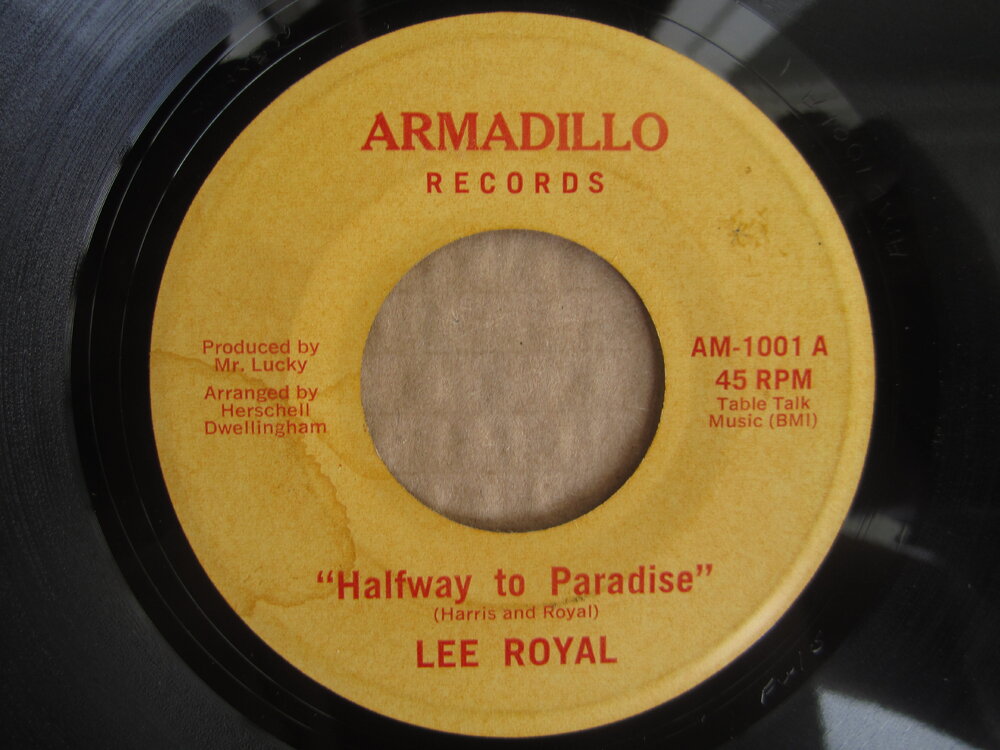 ARMADILLO
RECORDS
Produced by
Mr. Lucky
Arranged by
Herschell
Dwellingham
AM-1001 A
45 RPM
Table Talk
Music (BMI)
“Halfway to Paradise”
(Harris and Royal)
LEE ROYAL